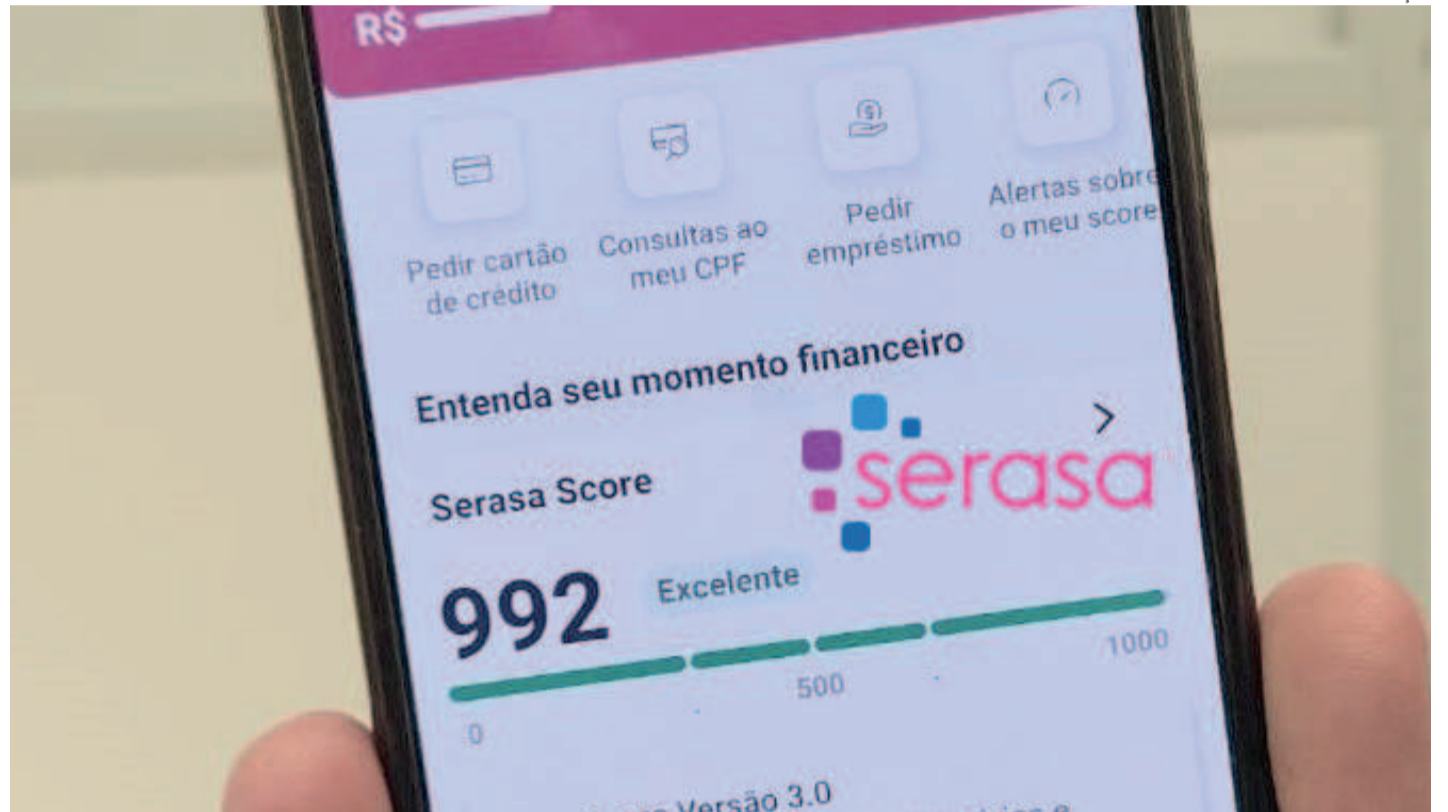 R$
Pedir cartão
de crédito
Consultas ao
meu CPF
Pedir
empréstimo
Alertas sobre
o meu score
Entenda seu momento financeiro
>
serasa
Serasa Score
992
Excelente
0
500
1000
Versão 3.0